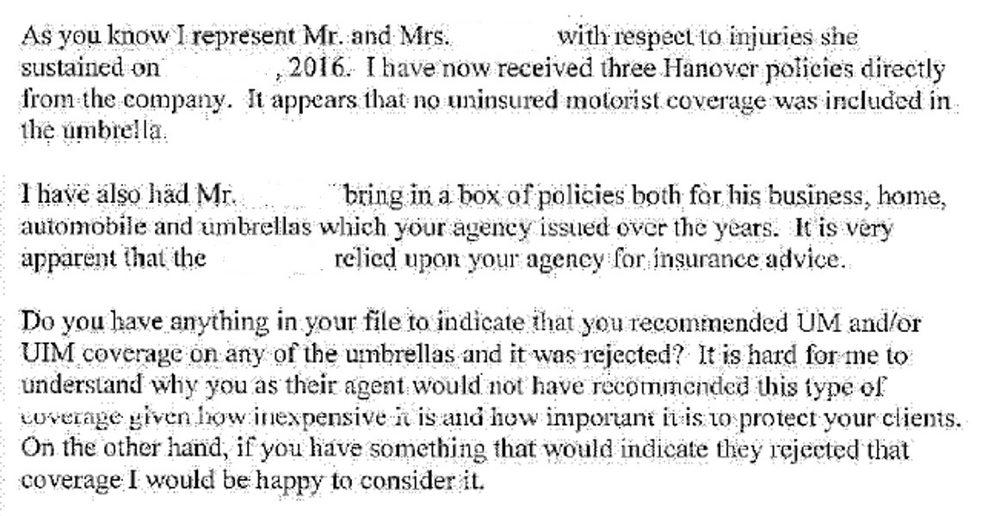 As you know I represent Mr. and Mrs. with respect to injuries she
sustained on , 2016. I have now received three Hanover policies directly
from the company. It appears that no uninsured motorist coverage was included in
the umbrella.
I have also had Mr. bring in a box of policies both for his business, home,
automobile and umbrellas which your agency issued over the years. It is very
apparent that the relied upon your agency for insurance advice.
Do you have anything in your file to indicate that you recommended UM and/or
UIM coverage on any of the umbrellas and it was rejected? It is hard for me to
understand why you as their agent would not have recommended this type of
coverage given how inexpensive it is and how important it is to protect your clients.
On the other hand, if you have something that would indicate they rejected that
coverage I would be happy to consider it.